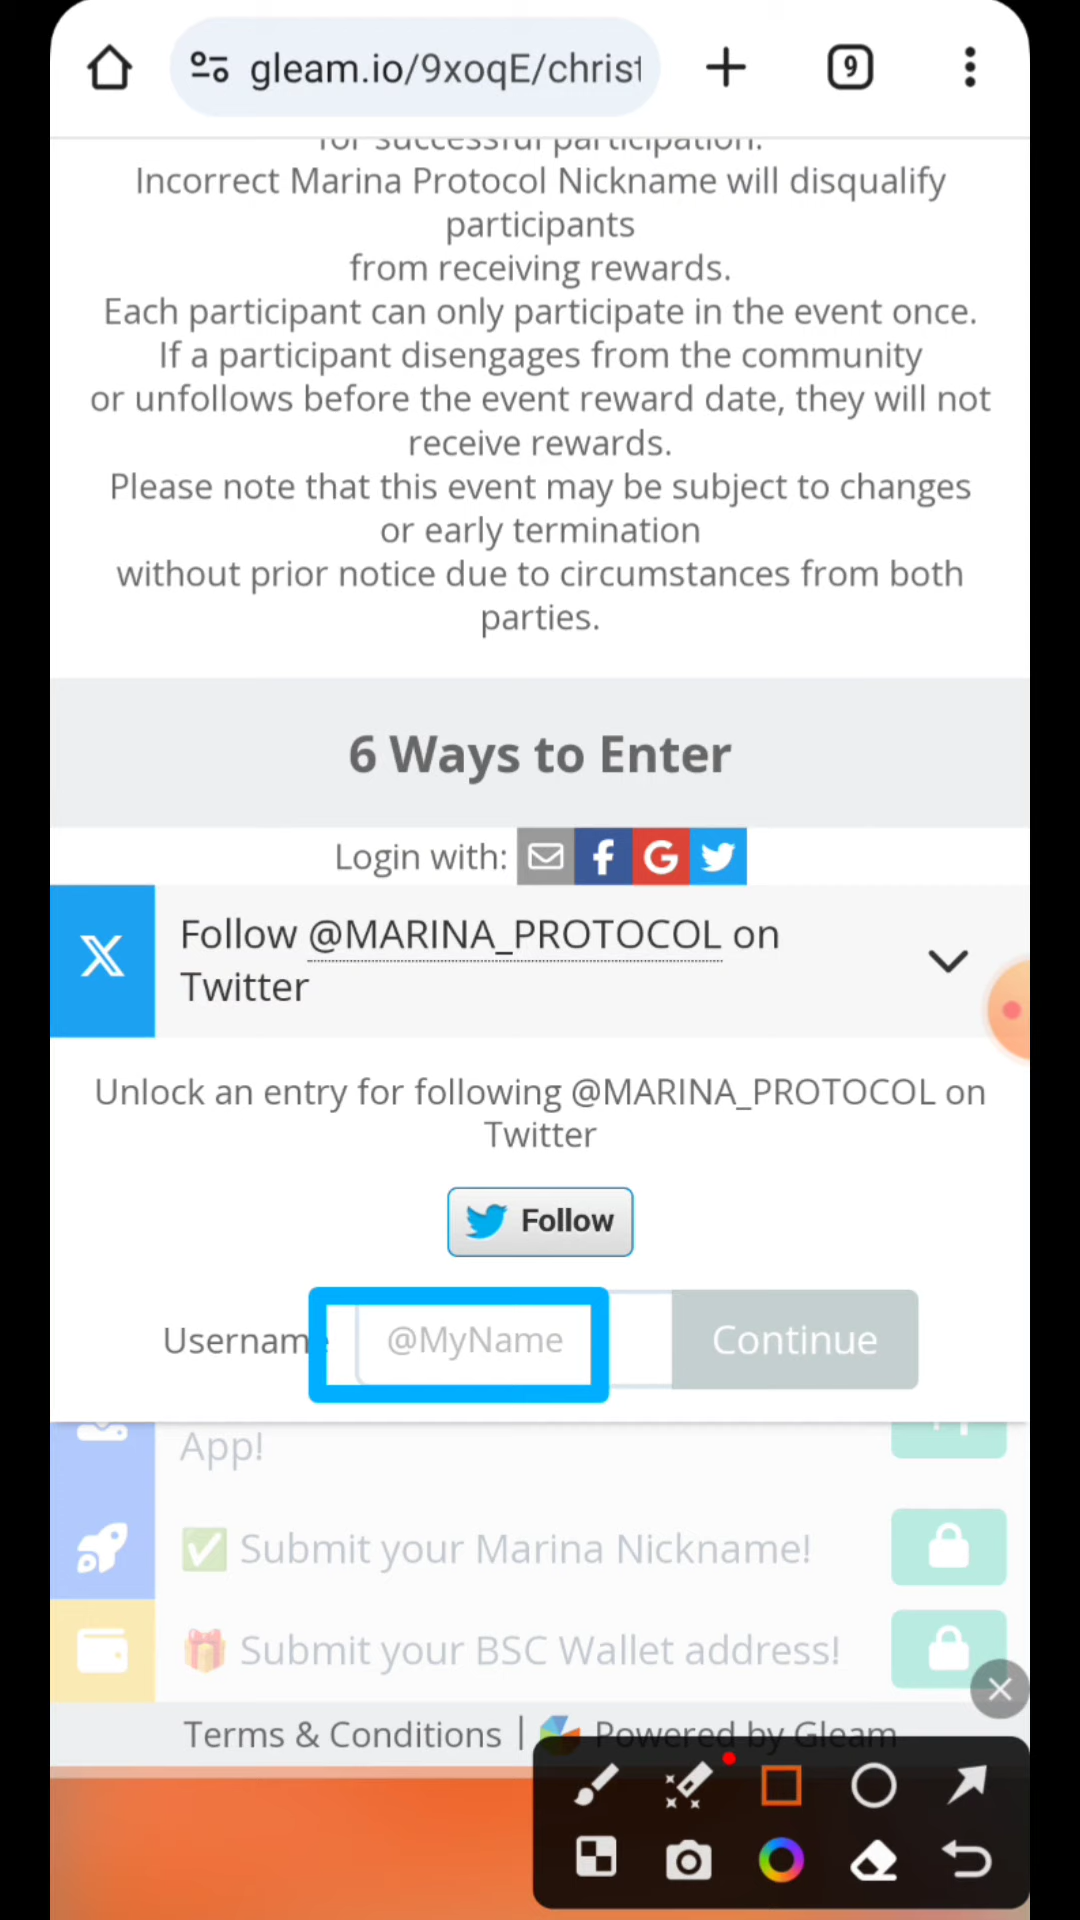 9
gleam.io/9xoqE/christ
for successful participation.
Incorrect Marina Protocol Nickname will disqualify
participants
from receiving rewards.
Each participant can only participate in the event once.
If a participant disengages from the community
or unfollows before the event reward date, they will not
receive rewards.
Please note that this event may be subject to changes
or early termination
without prior notice due to circumstances from both
parties.
6 Ways to Enter
Login with:
Follow @MARINA_PROTOCOL on
Twitter
Unlock an entry for following @MARINA_PROTOCOL on
Twitter
Follow
Username @MyName Continue
App!
✅ Submit your Marina Nickname!
🎁 Submit your BSC Wallet address!
Terms & Conditions | Powered by Gleam